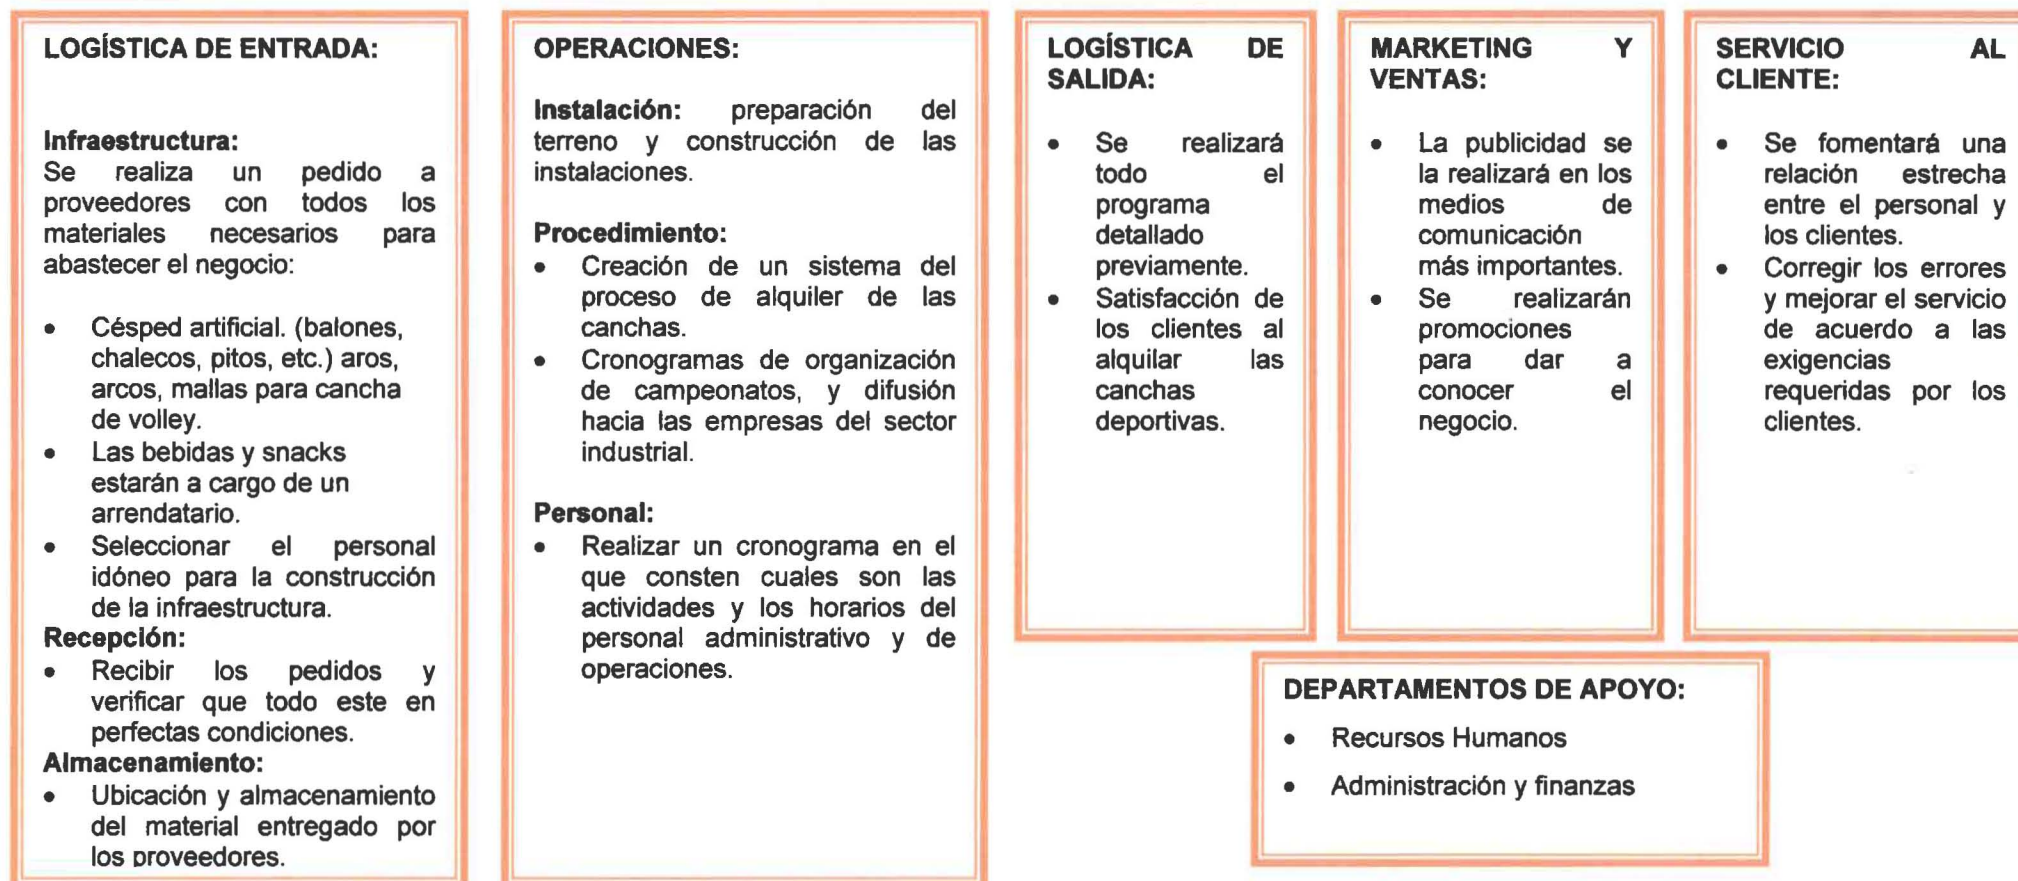 LOGÍSTICA DE ENTRADA:
Infraestructura:
Se realiza un pedido a
proveedores con todos los
materiales necesarios para
abastecer el negocio:
• Césped artificial. (balones,
chalecos, pitos, etc.) aros,
arcos, mallas para cancha
de volley.
• Las bebidas y snacks
estarán a cargo de un
arrendatario.
• Seleccionar el personal
idóneo para la construcción
de la infraestructura.
Recepción:
• Recibir los pedidos y
verificar que todo este en
perfectas condiciones.
Almacenamiento:
• Ubicación y almacenamiento
del material entregado por
los proveedores.
OPERACIONES:
Instalación: preparación del
terreno y construcción de las
instalaciones.
Procedimiento:
• Creación de un sistema del
proceso de alquiler de las
canchas.
• Cronogramas de organización
de campeonatos, y difusión
hacia las empresas del sector
industrial.
Personal:
• Realizar un cronograma en el
que consten cuales son las
actividades y los horarios del
personal administrativo y de
operaciones.
LOGÍSTICA DE
SALIDA:
• Se realizará
todo el
programa
detallado
previamente.
• Satisfacción de
los clientes al
alquilar las
canchas
deportivas.
MARKETING Y
VENTAS:
• La publicidad se
la realizará en los
medios de
comunicación
más importantes.
• Se realizarán
promociones
para dar a
conocer el
negocio.
SERVICIO AL
CLIENTE:
• Se fomentará una
relación estrecha
entre el personal y
los clientes.
• Corregir los errores
y mejorar el servicio
de acuerdo a las
exigencias
requeridas por los
clientes.
DEPARTAMENTOS DE APOYO:
• Recursos Humanos
• Administración y finanzas